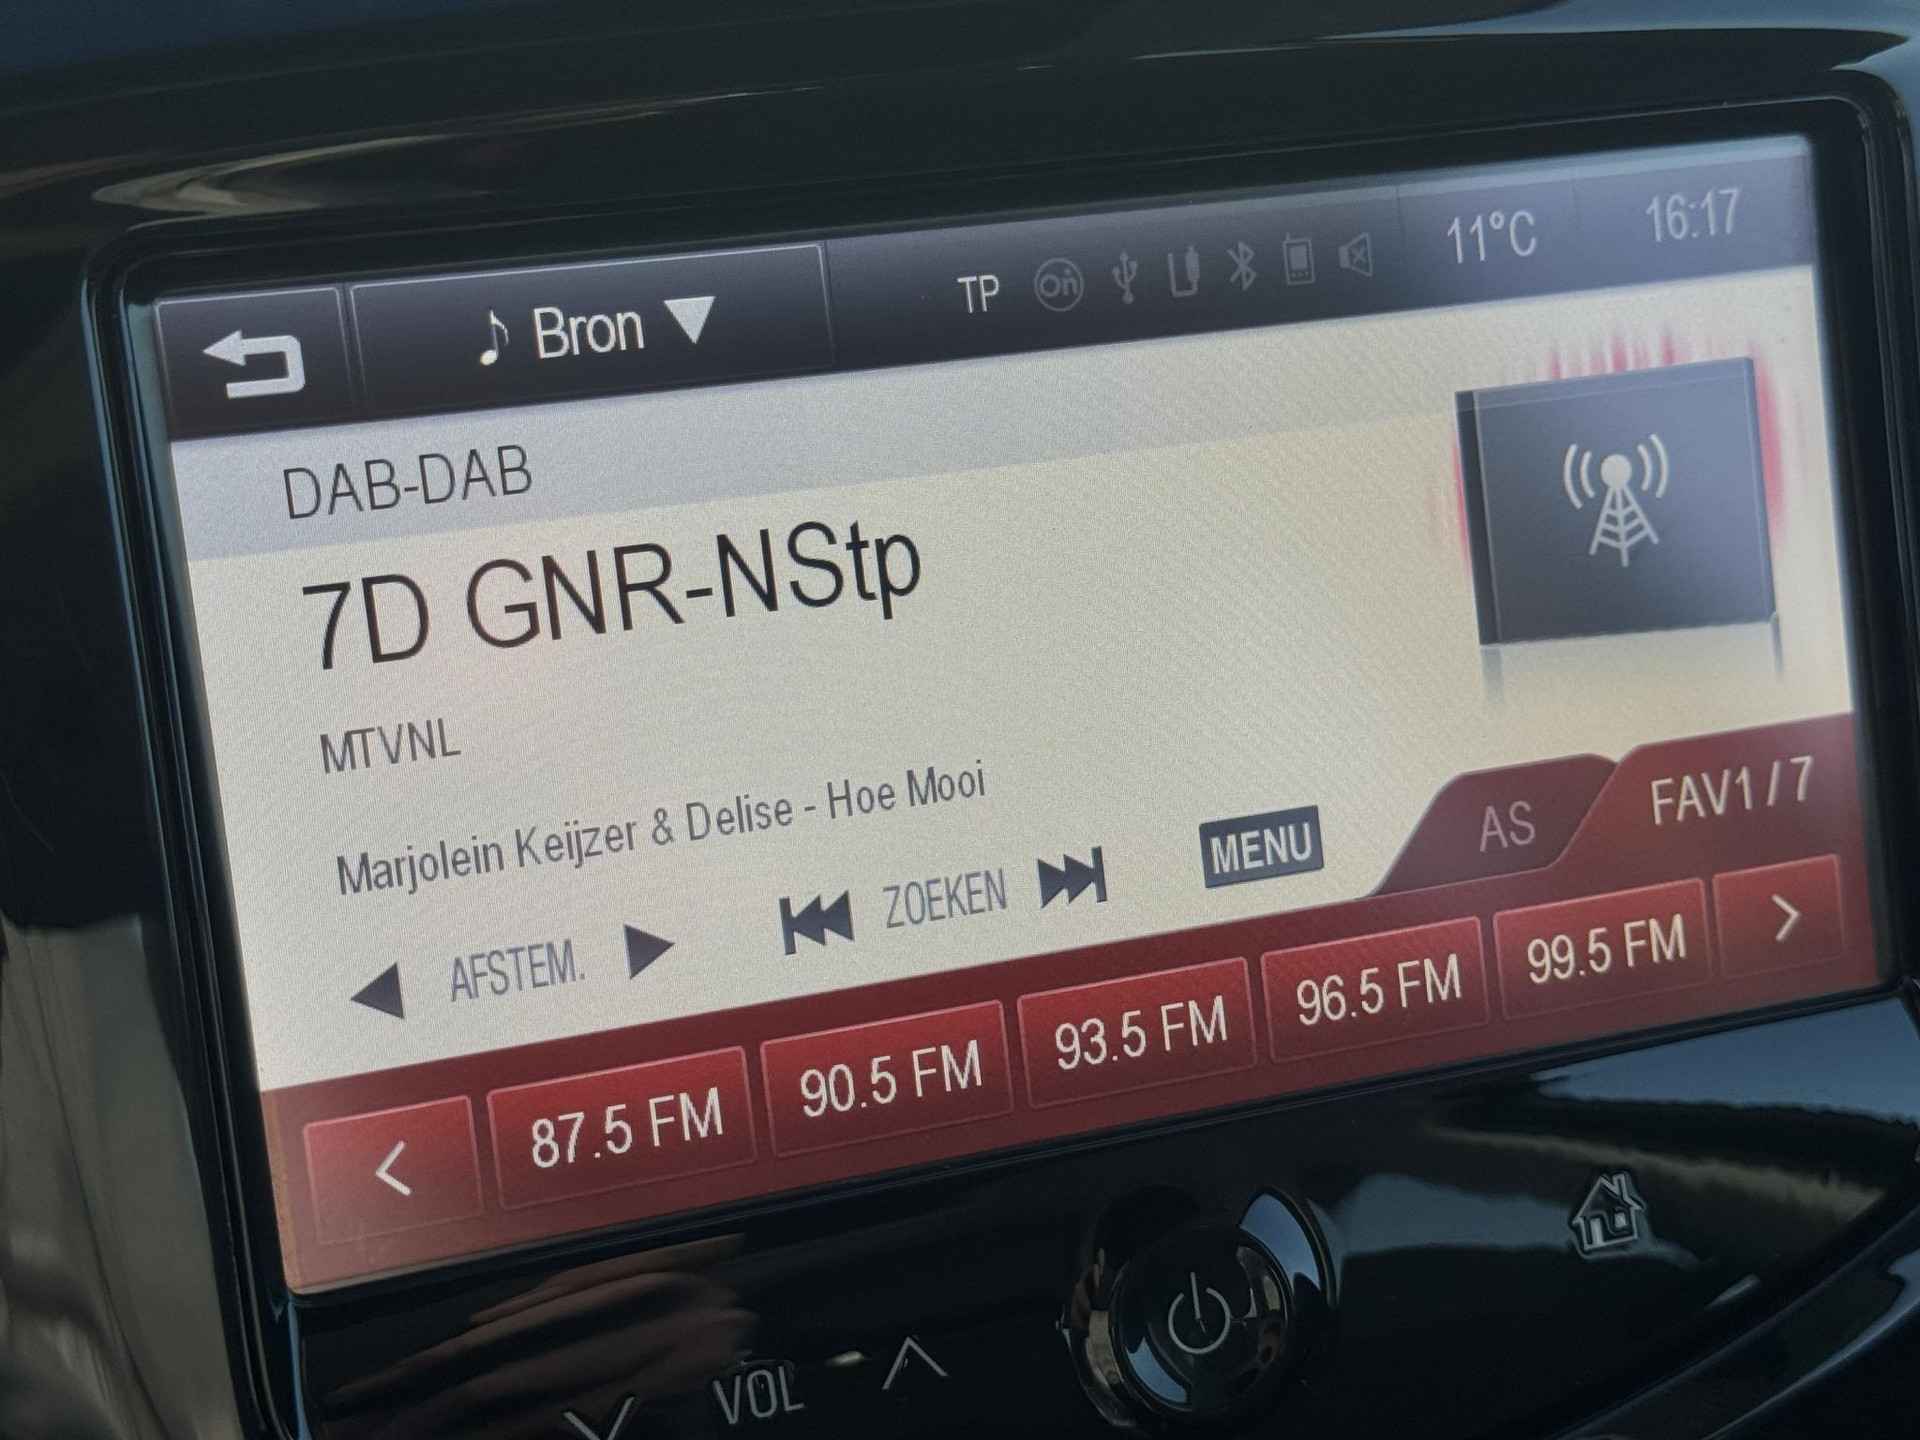 Bron
TP
On
11°C
16:17
DAB-DAB
7D GNR-NStp
MTVNL
Marjolein Keijzer & Delise - Hoe Mooi
AFSTEM.
ZOEKEN
MENU
AS
FAV1 / 7
87.5 FM
90.5 FM
93.5 FM
96.5 FM
99.5 FM
VOL